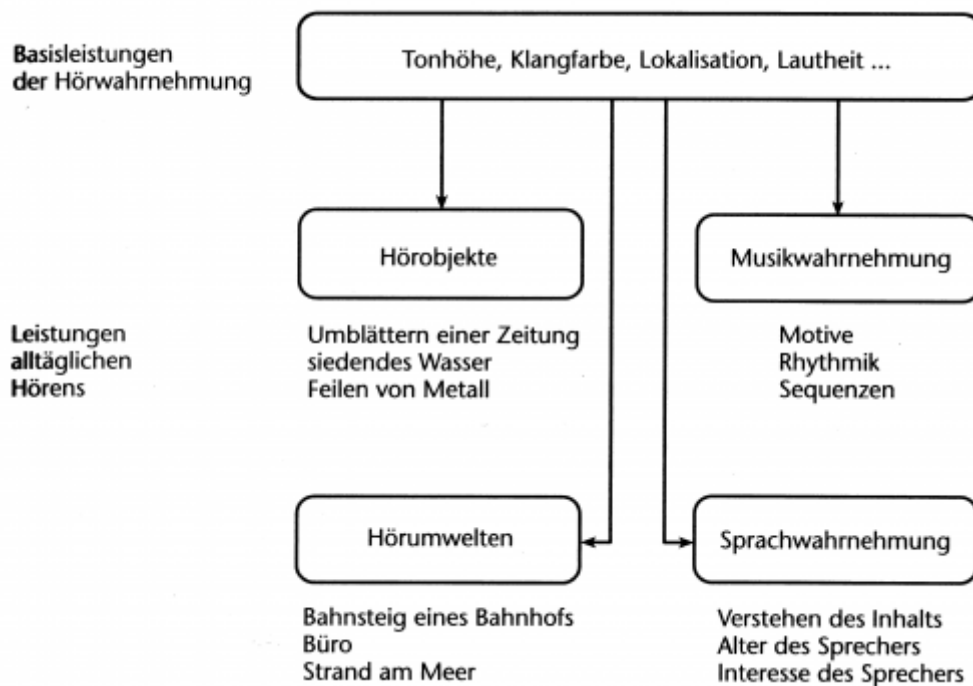 Basisleistungen
der Hörwahrnehmung
Tonhöhe, Klangfarbe, Lokalisation, Lautheit ...
Hörobjekte
Musikwahrnehmung
Leistungen
alltäglichen
Hörens
Umblättern einer Zeitung
siedendes Wasser
Feilen von Metall
Motive
Rhythmik
Sequenzen
Hörumwelten
Sprachwahrnehmung
Bahnsteig eines Bahnhofs
Büro
Strand am Meer
Verstehen des Inhalts
Alter des Sprechers
Interesse des Sprechers